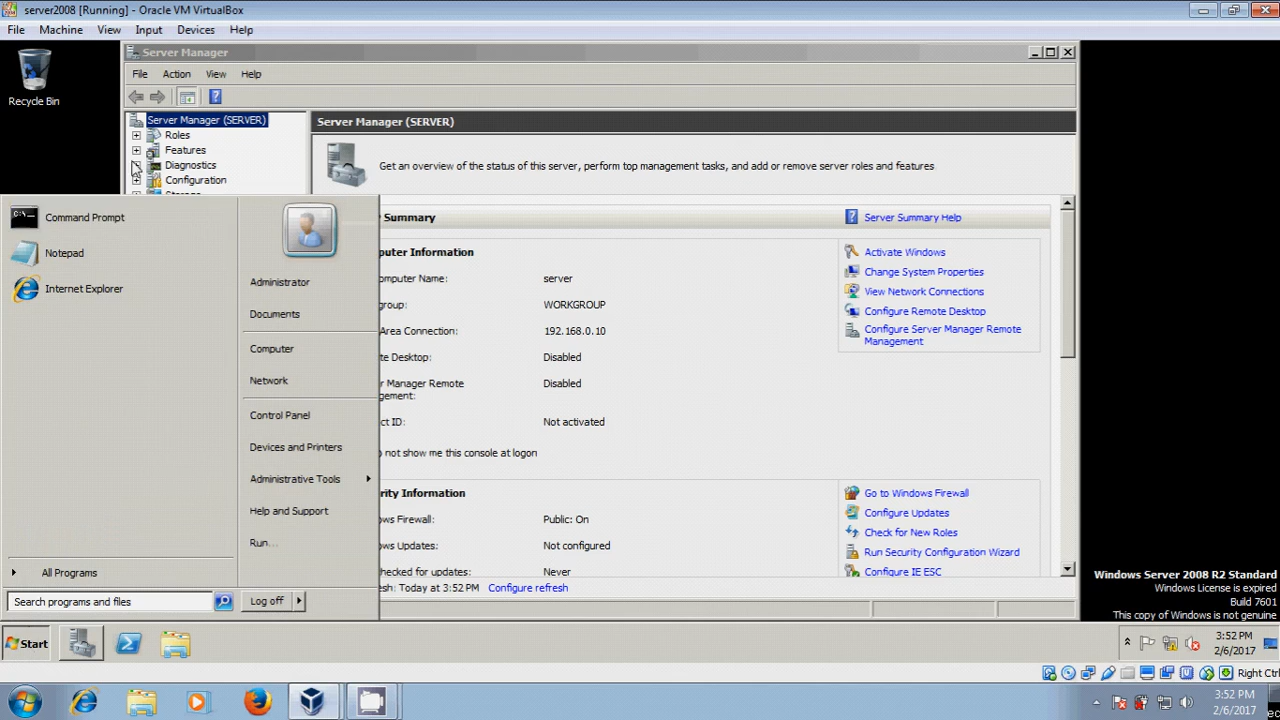 server2008 [Running] - Oracle VM VirtualBox
File Machine View Input Devices Help
Recycle Bin
Server Manager
File Action View Help
Server Manager (SERVER)
Roles
Features
Diagnostics
Configuration
Server Manager (SERVER)
Get an overview of the status of this server, perform top management tasks, and add or remove server roles and features
Command Prompt
Notepad
Internet Explorer
All Programs
Search programs and files
Administrator
Documents
Computer
Network
Control Panel
Devices and Printers
Administrative Tools
Help and Support
Run...
Log off
Summary
Server Summary Help
puter Information
omputer Name: server
group: WORKGROUP
Area Connection: 192.168.0.10
te Desktop: Disabled
r Manager Remote
gement: Disabled
ct ID: Not activated
o not show me this console at logon
Activate Windows
Change System Properties
View Network Connections
Configure Remote Desktop
Configure Server Manager Remote
Management
rity Information
ows Firewall: Public: On
ows Updates: Not configured
checked for updates: Never
Go to Windows Firewall
Configure Updates
Check for New Roles
Run Security Configuration Wizard
Configure IE ESC
esh: Today at 3:52 PM Configure refresh
Windows Server 2008 R2 Standard
Windows License is expired
Build 7601
This copy of Windows is not genuine
Start
3:52 PM
2/6/2017
Right Ctrl
3:52 PM
2/6/2017